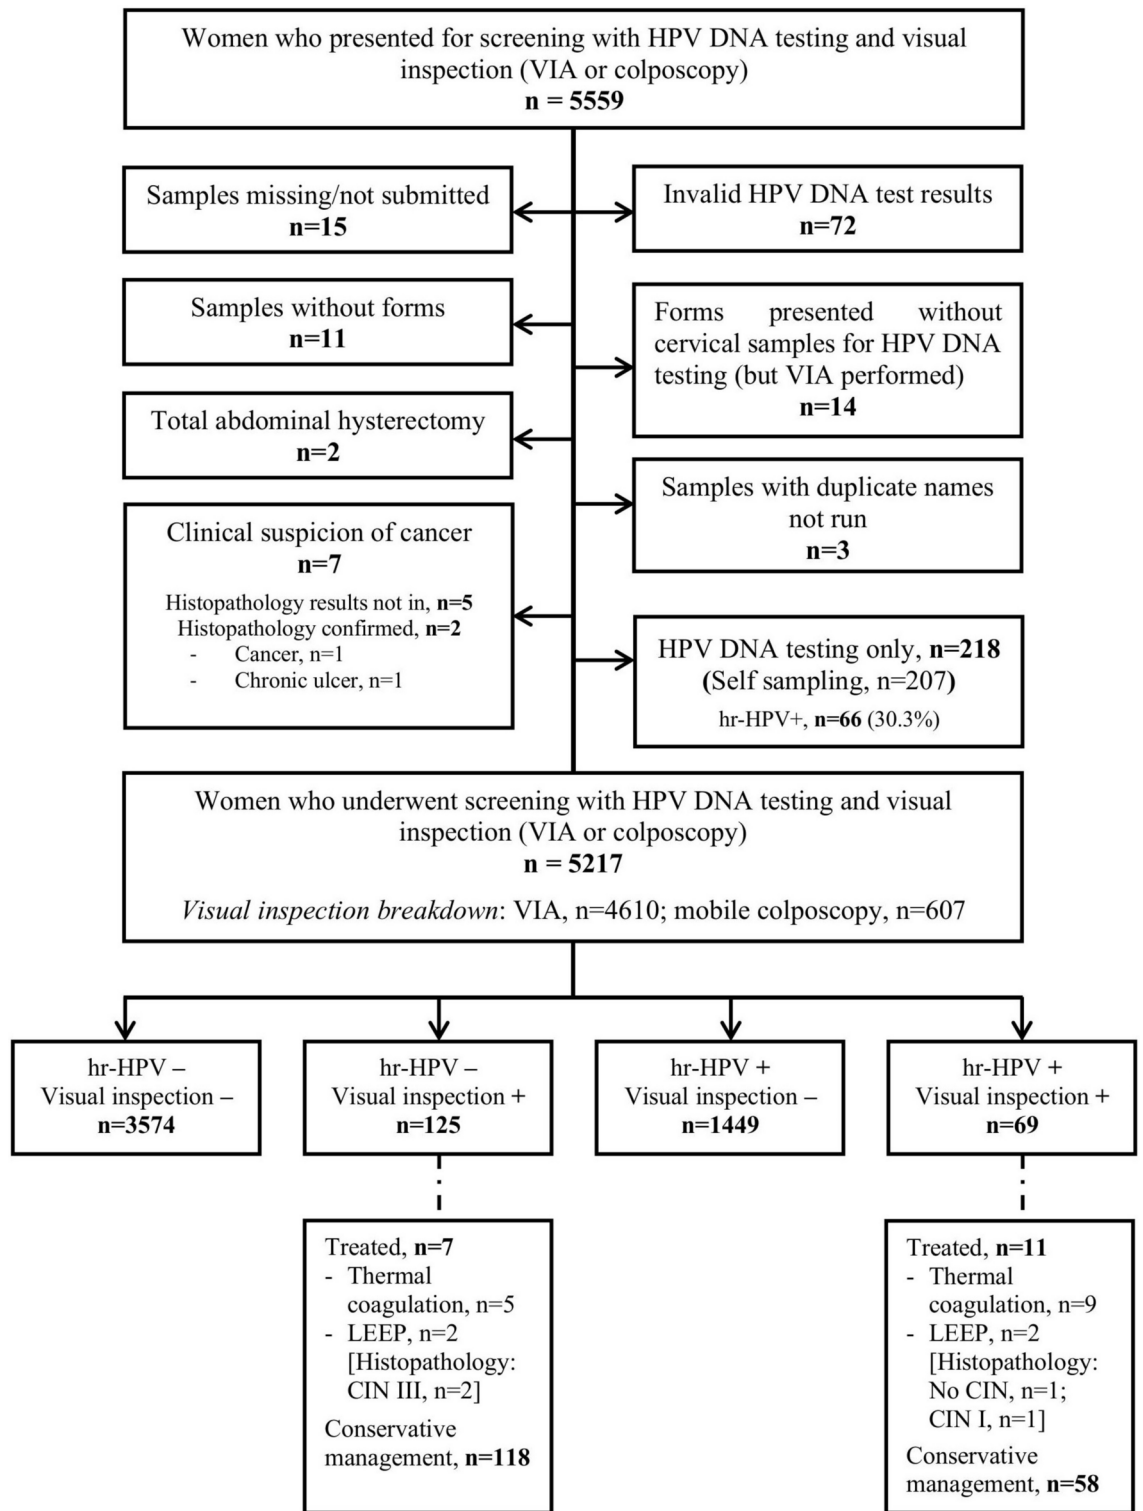 Women who presented for screening with HPV DNA testing and visual
inspection (VIA or colposcopy)
n = 5559
Samples missing/not submitted
n=15
Invalid HPV DNA test results
n=72
Samples without forms
n=11
Forms presented without
cervical samples for HPV DNA
testing (but VIA performed)
n=14
Total abdominal hysterectomy
n=2
Samples with duplicate names
not run
n=3
Clinical suspicion of cancer
n=7
Histopathology results not in, n=5
Histopathology confirmed, n=2
- Cancer, n=1
- Chronic ulcer, n=1
HPV DNA testing only, n=218
(Self sampling, n=207)
hr-HPV+, n=66 (30.3%)
Women who underwent screening with HPV DNA testing and visual
inspection (VIA or colposcopy)
n = 5217
Visual inspection breakdown: VIA, n=4610; mobile colposcopy, n=607
hr-HPV –
Visual inspection –
n=3574
hr-HPV –
Visual inspection +
n=125
hr-HPV +
Visual inspection –
n=1449
hr-HPV +
Visual inspection +
n=69
Treated, n=7
- Thermal
coagulation, n=5
- LEEP, n=2
[Histopathology:
CIN III, n=2]
Conservative
management, n=118
Treated, n=11
- Thermal
coagulation, n=9
- LEEP, n=2
[Histopathology:
No CIN, n=1;
CIN I, n=1]
Conservative
management, n=58